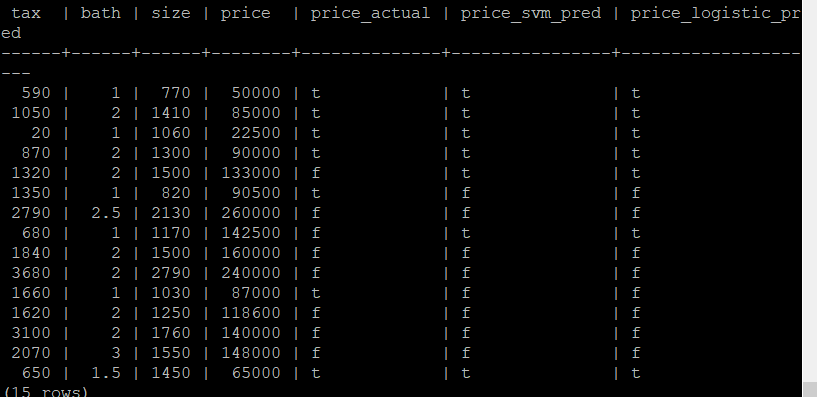 tax  | bath | size | price  | price_actual | price_svm_pred | price_logistic_pr
ed
------+------+------+--------+--------------+----------------+------------------
---
  590 |    1 |  770 |  50000 | t            | t              | t
 1050 |    2 | 1410 |  85000 | t            | t              | t
   20 |    1 | 1060 |  22500 | t            | t              | t
  870 |    2 | 1300 |  90000 | t            | t              | t
 1320 |    2 | 1500 | 133000 | f            | t              | t
 1350 |    1 |  820 |  90500 | f            | f              | f
 2790 |  2.5 | 2130 | 260000 | f            | f              | f
  680 |    1 | 1170 | 142500 | f            | t              | t
 1840 |    2 | 1500 | 160000 | f            | f              | f
 3680 |    2 | 2790 | 240000 | f            | f              | f
 1660 |    1 | 1030 |  87000 | t            | f              | f
 1620 |    2 | 1250 | 118600 | f            | f              | f
 3100 |    2 | 1760 | 140000 | f            | f              | f
 2070 |    3 | 1550 | 148000 | f            | f              | f
  650 |  1.5 | 1450 |  65000 | t            | t              | t
(15 rows)